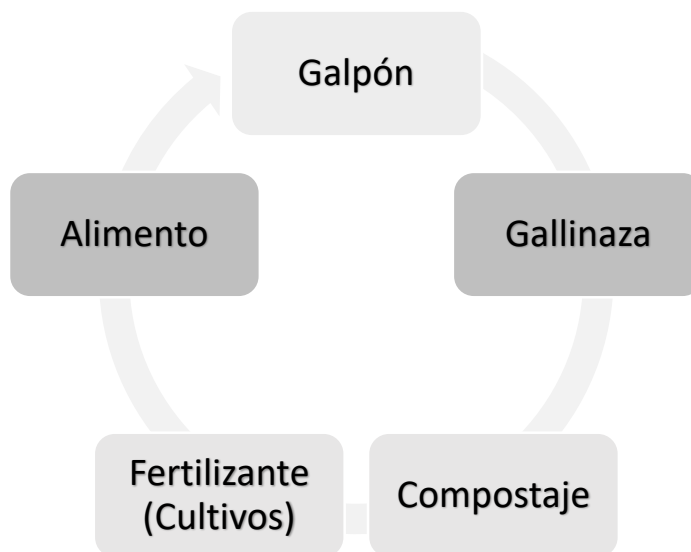 Galpón
Gallinaza
Compostaje
Fertilizante
(Cultivos)
Alimento